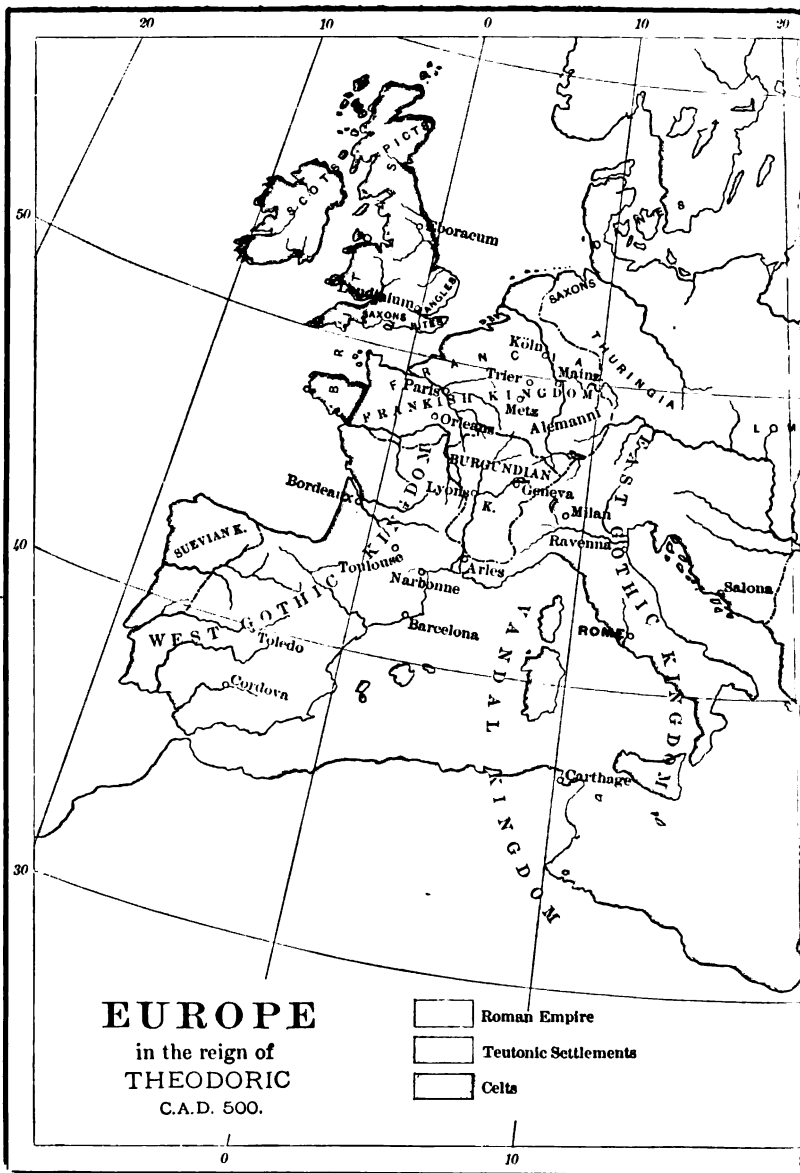 20 10 0 10 20
50
40
30
PICTS
SCOTS
Eboracum
ANGLES
SAXONS
SAXONS
THURINGIA
Köln
Trier
Mainz
Paris
FRANCIA
FRANKISH KINGDOM
Metz
Orleans
Alemanni
LOM
BURGUNDIAN
K.
Lyons
Geneva
Bordeaux
Milan
SUEVIAN K.
Ravenna
Toulouse
Arles
Narbonne
Salona
WEST GOTHIC KINGDOM
EAST GOTHIC KINGDOM
Barcelona
ROME
Toledo
Cordova
VANDAL KINGDOM
Carthage
EUROPE
in the reign of
THEODORIC
C.A.D. 500.
Roman Empire
Teutonic Settlements
Celts
0 10